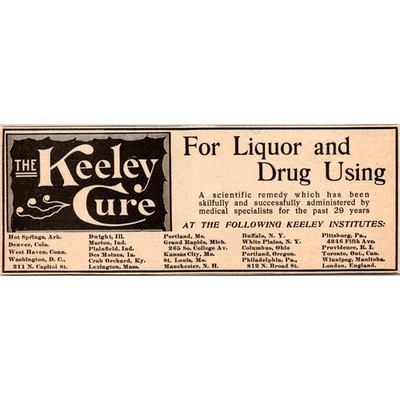 THE
Keeley
Cure
For Liquor and
Drug Using
A scientific remedy which has been
skilfully and successfully administered by
medical specialists for the past 29 years
AT THE FOLLOWING KEELEY INSTITUTES:
Hot Springs, Ark.
Denver, Colo.
West Haven, Conn.
Washington, D. C.,
211 N. Capitol St.
Dwight, Ill.
Marion, Ind.
Plainfield, Ind.
Des Moines, Ia.
Crab Orchard, Ky.
Lexington, Mass.
Portland, Me.
Grand Rapids, Mich.
265 So. College Av.
Kansas City, Mo.
St. Louis, Mo.
Manchester, N. H.
Buffalo, N. Y.
White Plains, N. Y.
Columbus, Ohio
Portland, Oregon.
Philadelphia, Pa.,
812 N. Broad St.
Pittsburg, Pa.,
4246 Fifth Ave.
Providence, R. I.
Toronto, Ont., Can.
Winnipeg, Manitoba.
London, England.